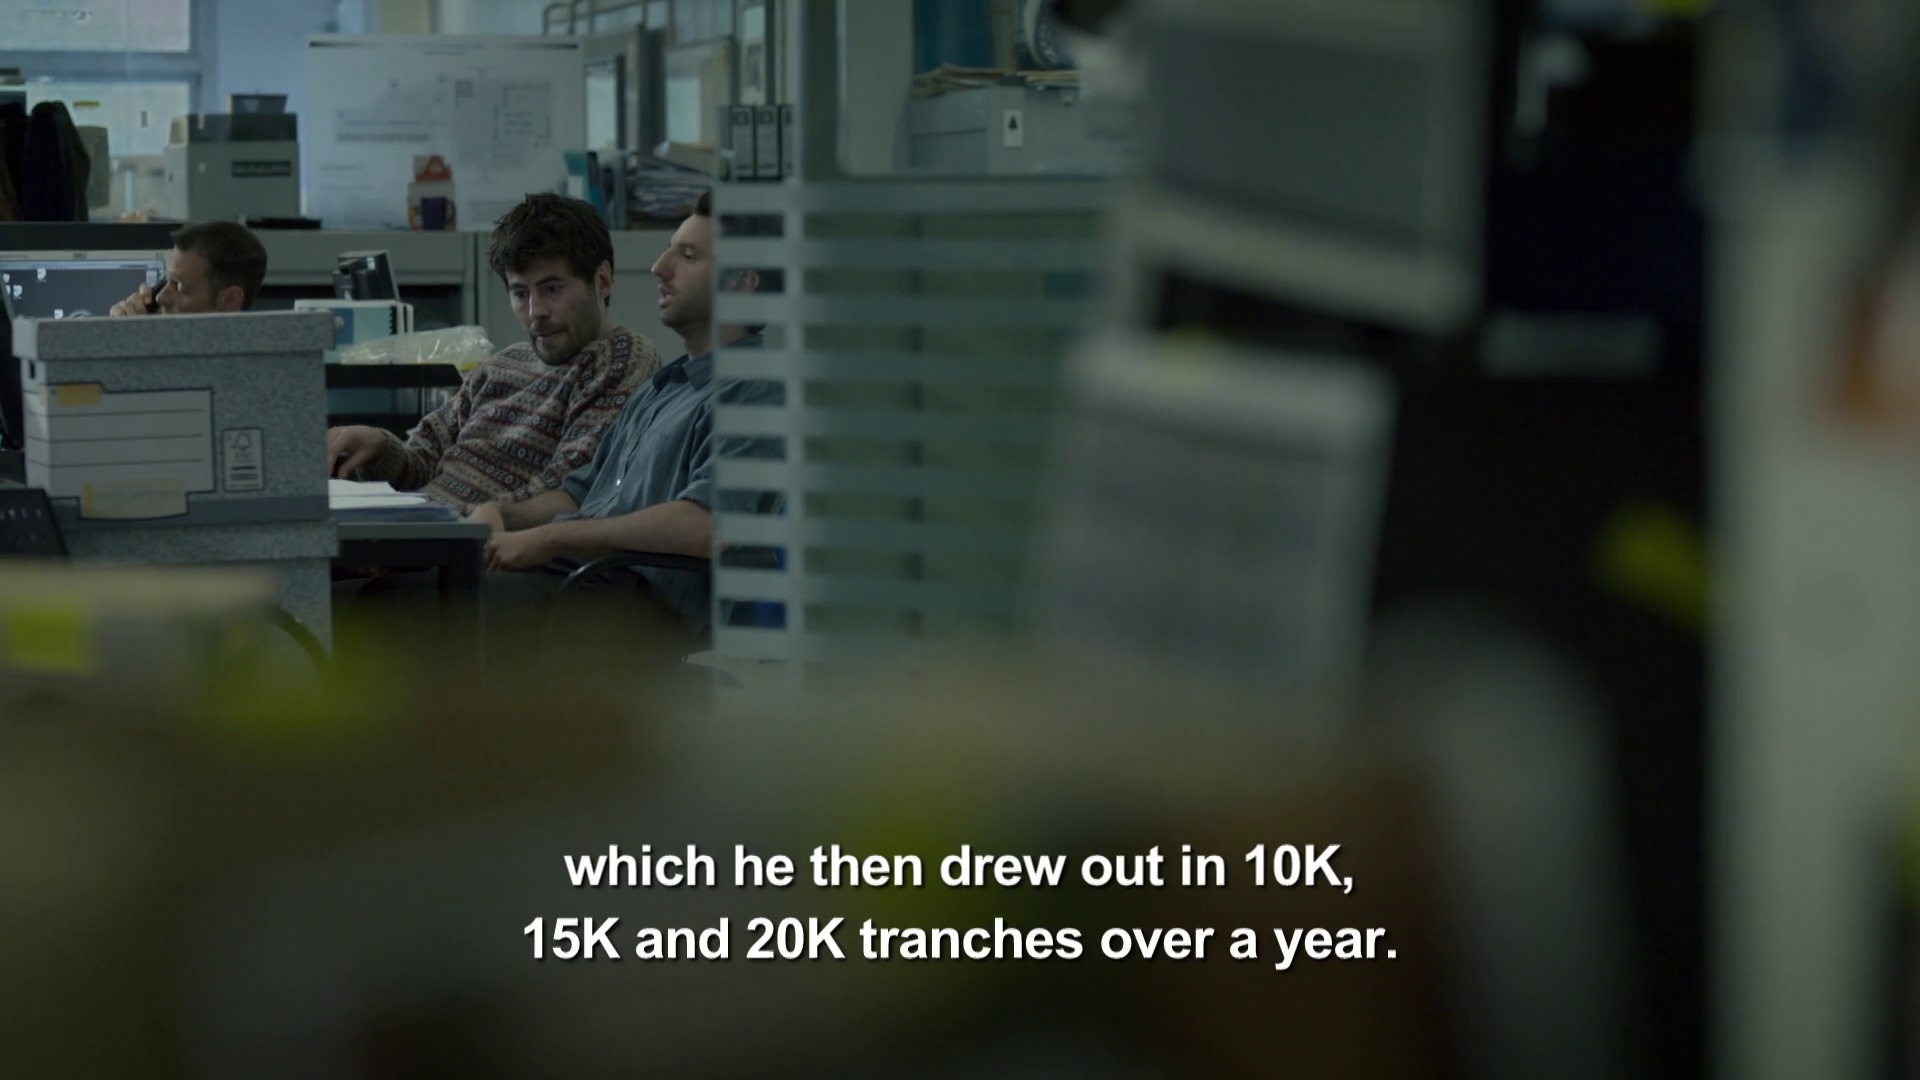 which he then drew out in 10K,
15K and 20K tranches over a year.